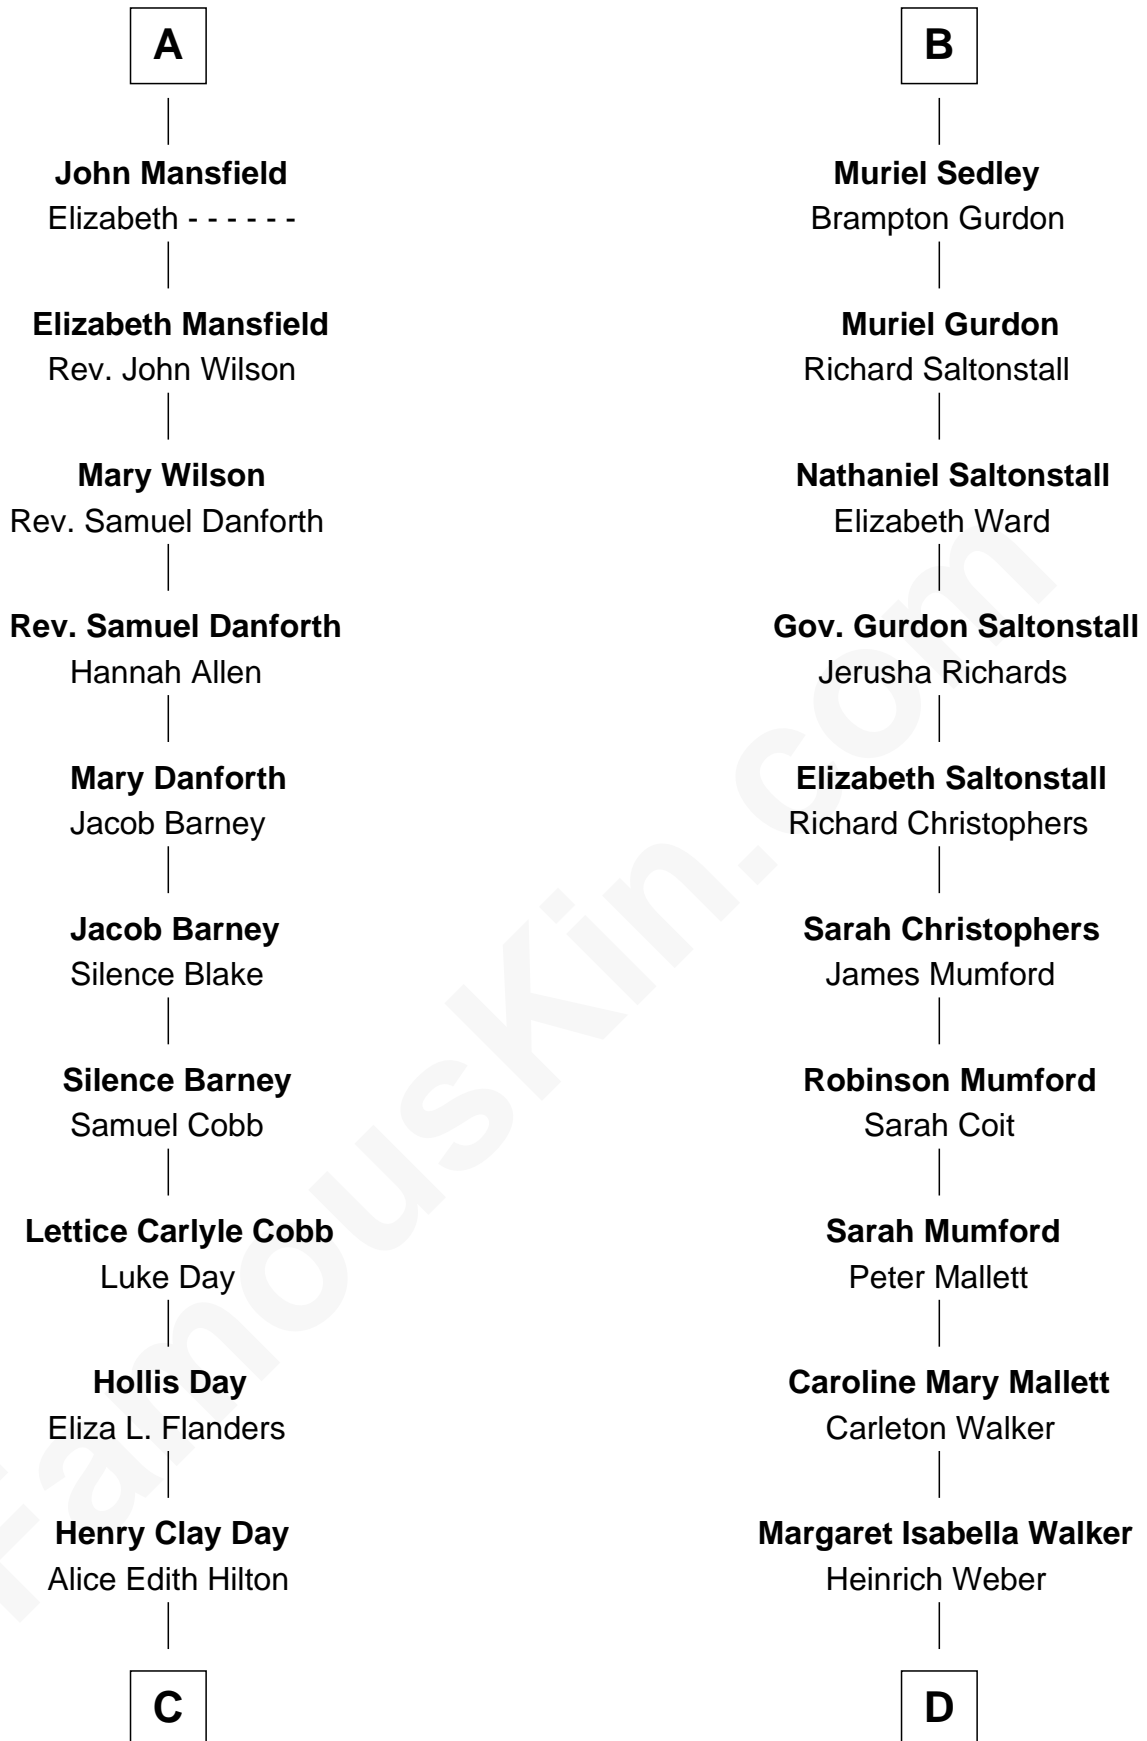 A
John Mansfield
Elizabeth - - - - - -
Elizabeth Mansfield
Rev. John Wilson
Mary Wilson
Rev. Samuel Danforth
Rev. Samuel Danforth
Hannah Allen
Mary Danforth
Jacob Barney
Jacob Barney
Silence Blake
Silence Barney
Samuel Cobb
Lettice Carlyle Cobb
Luke Day
Hollis Day
Eliza L. Flanders
Henry Clay Day
Alice Edith Hilton
C
B
Muriel Sedley
Brampton Gurdon
Muriel Gurdon
Richard Saltonstall
Nathaniel Saltonstall
Elizabeth Ward
Gov. Gurdon Saltonstall
Jerusha Richards
Elizabeth Saltonstall
Richard Christophers
Sarah Christophers
James Mumford
Robinson Mumford
Sarah Coit
Sarah Mumford
Peter Mallett
Caroline Mary Mallett
Carleton Walker
Margaret Isabella Walker
Heinrich Weber
D
FamousKin.com